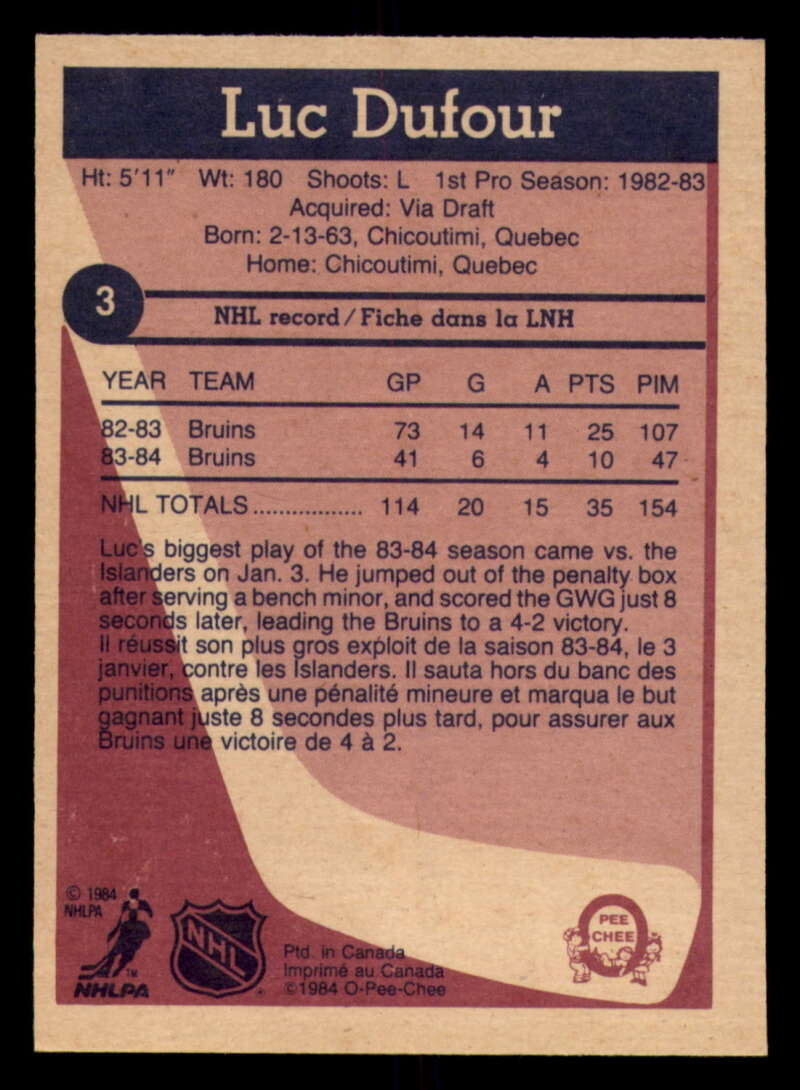 Luc Dufour
Ht: 5'11" Wt: 180 Shoots: L 1st Pro Season: 1982-83
Acquired: Via Draft
Born: 2-13-63, Chicoutimi, Quebec
Home: Chicoutimi, Quebec
3
NHL record/Fiche dans la LNH
YEAR TEAM GP G A PTS PIM
82-83 Bruins 73 14 11 25 107
83-84 Bruins 41 6 4 10 47
NHL TOTALS................. 114 20 15 35 154
Luc's biggest play of the 83-84 season came vs. the
Islanders on Jan. 3. He jumped out of the penalty box
after serving a bench minor, and scored the GWG just 8
seconds later, leading the Bruins to a 4-2 victory.
Il réussit son plus gros exploit de la saison 83-84, le 3
janvier, contre les Islanders. Il sauta hors du banc des
punitions après une pénalité mineure et marqua le but
gagnant juste 8 secondes plus tard, pour assurer aux
Bruins une victoire de 4 à 2.
© 1984
NHLPA
TM
NHLPA
NHL
Ptd. in Canada
Imprimé au Canada
©1984 O-Pee-Chee
PEE
CHEE